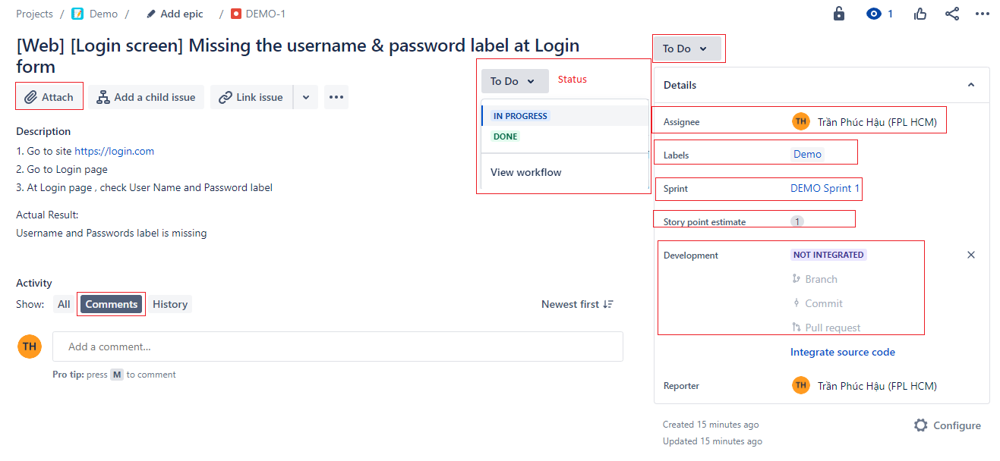 Projects / Demo / Add epic / DEMO-1
1
[Web] [Login screen] Missing the username & password label at Login
form
Attach
Add a child issue
Link issue
Description
1. Go to site https://login.com
2. Go to Login page
3. At Login page , check User Name and Password label
Actual Result:
Username and Passwords label is missing
Activity
Show: All Comments History
Newest first
TH
Add a comment...
Pro tip: press M to comment
To Do
Status
IN PROGRESS
DONE
View workflow
To Do
Details
Assignee TH Trần Phúc Hậu (FPL HCM)
Labels Demo
Sprint DEMO Sprint 1
Story point estimate 1
Development NOT INTEGRATED
Branch
Commit
Pull request
Integrate source code
Reporter TH Trần Phúc Hậu (FPL HCM)
Created 15 minutes ago
Updated 15 minutes ago
Configure